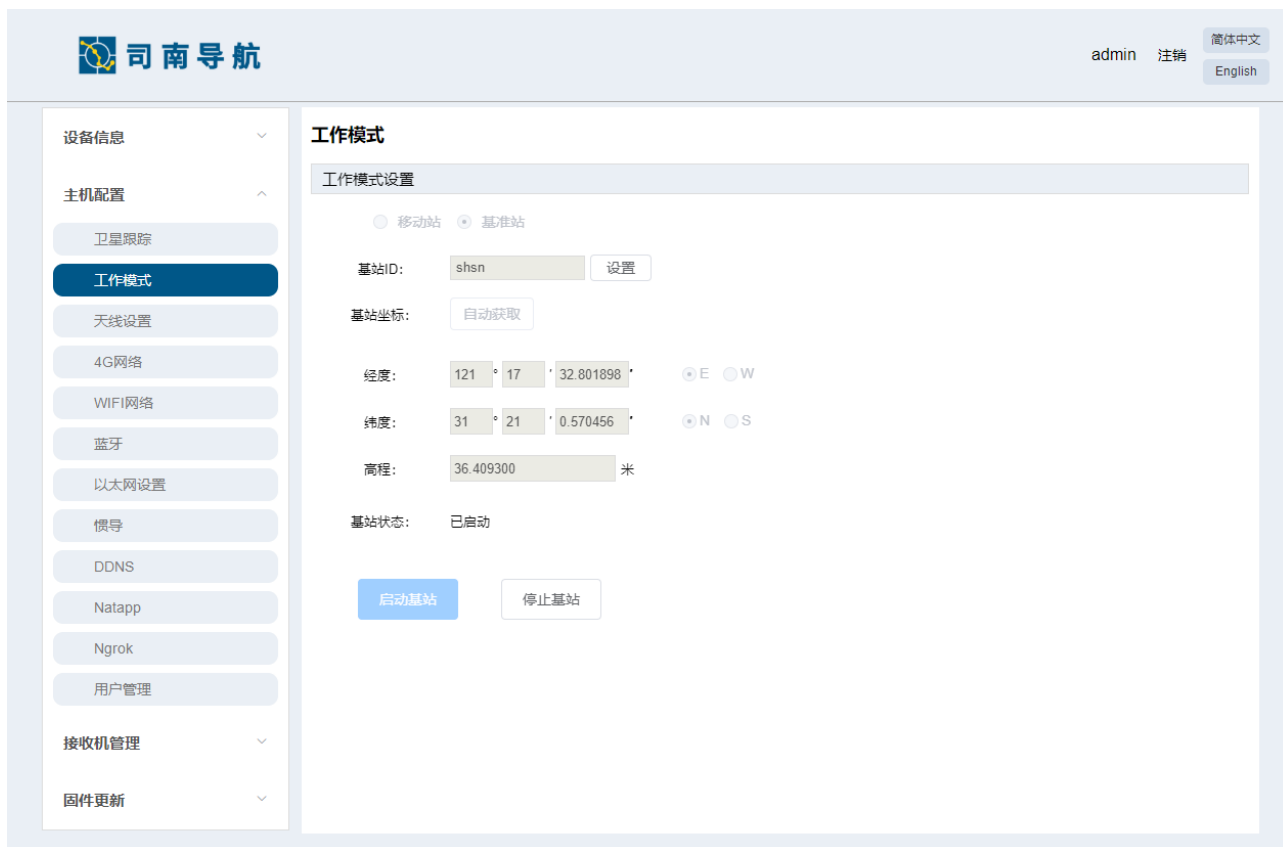 司南导航
admin 注销 简体中文
English
设备信息
主机配置
卫星跟踪
工作模式
天线设置
4G网络
WIFI网络
蓝牙
以太网设置
惯导
DDNS
Natapp
Ngrok
用户管理
接收机管理
固件更新
工作模式
工作模式设置
移动站 基准站
基站ID: shsn 设置
基站坐标: 自动获取
经度: 121 ° 17 ' 32.801898 " E W
纬度: 31 ° 21 ' 0.570456 " N S
高程: 36.409300 米
基站状态: 已启动
启动基站 停止基站